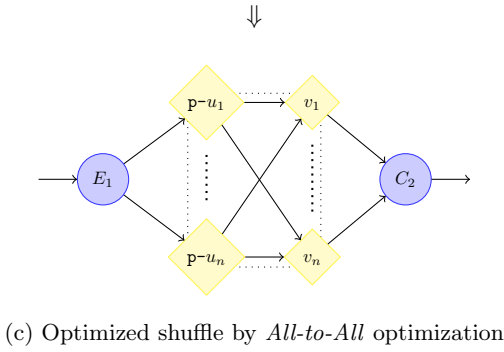 ⇓
p-u₁ v₁
E₁ C₂
p-uₙ vₙ
(c) Optimized shuffle by All-to-All optimization